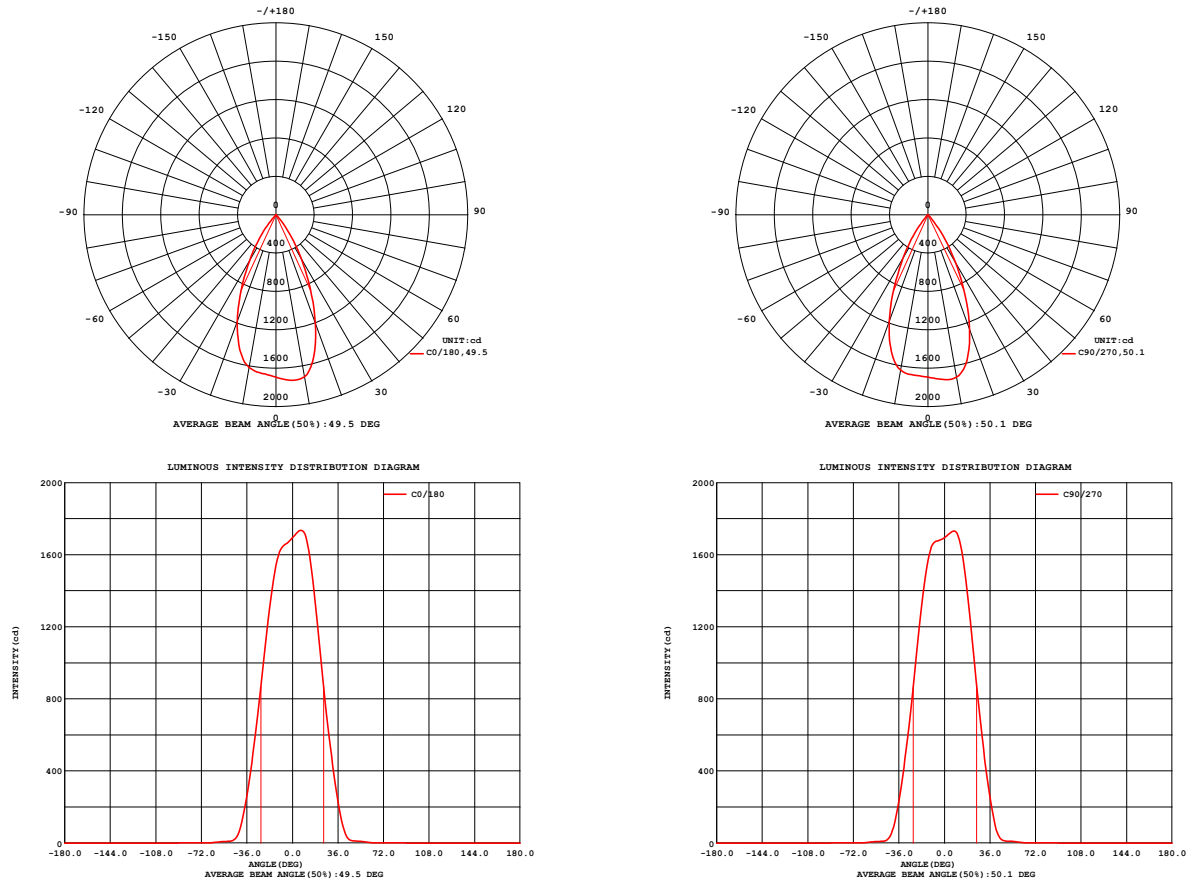 -/+180
-150 150
-120 120
-90 0 90
400
800
-60 1200 60
UNIT:cd
1600 C0/180,49.5
-30 30
2000
0
AVERAGE BEAM ANGLE(50%):49.5 DEG
-/+180
-150 150
-120 120
-90 0 90
400
800
-60 1200 60
UNIT:cd
1600 C90/270,50.1
-30 30
2000
0
AVERAGE BEAM ANGLE(50%):50.1 DEG
LUMINOUS INTENSITY DISTRIBUTION DIAGRAM
2000
C0/180
1600
1200
INTENSITY(cd)
800
400
0
-180.0 -144.0 -108.0 -72.0 -36.0 0.0 36.0 72.0 108.0 144.0 180.0
ANGLE(DEG)
AVERAGE BEAM ANGLE(50%):49.5 DEG
LUMINOUS INTENSITY DISTRIBUTION DIAGRAM
2000
C90/270
1600
1200
INTENSITY(cd)
800
400
0
-180.0 -144.0 -108.0 -72.0 -36.0 0.0 36.0 72.0 108.0 144.0 180.0
ANGLE(DEG)
AVERAGE BEAM ANGLE(50%):50.1 DEG